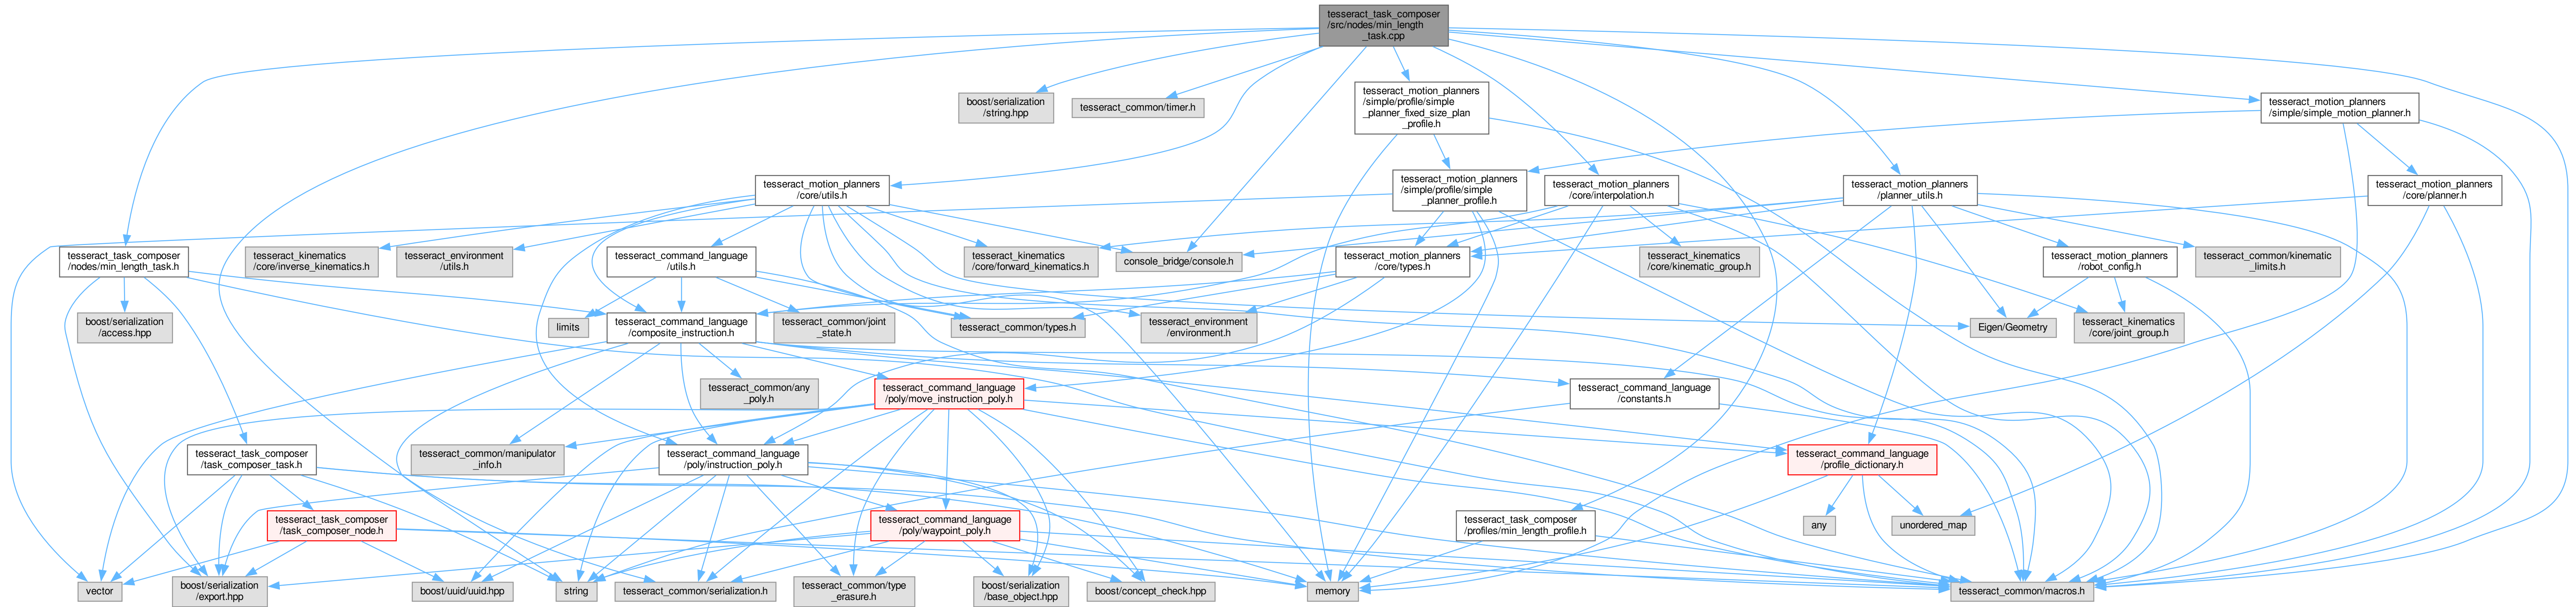 tesseract_task_composer
/src/nodes/min_length
_task.cpp
boost/serialization
/string.hpp
tesseract_common/timer.h
tesseract_motion_planners
/simple/profile/simple
_planner_fixed_size_plan
_profile.h
tesseract_motion_planners
/simple/simple_motion_planner.h
tesseract_motion_planners
/core/utils.h
tesseract_motion_planners
/simple/profile/simple
_planner_profile.h
tesseract_motion_planners
/core/interpolation.h
tesseract_motion_planners
/planner_utils.h
tesseract_motion_planners
/core/planner.h
tesseract_task_composer
/nodes/min_length_task.h
tesseract_kinematics
/core/inverse_kinematics.h
tesseract_environment
/utils.h
tesseract_command_language
/utils.h
tesseract_kinematics
/core/forward_kinematics.h
console_bridge/console.h
tesseract_motion_planners
/core/types.h
tesseract_kinematics
/core/kinematic_group.h
tesseract_motion_planners
/robot_config.h
tesseract_common/kinematic
_limits.h
boost/serialization
/access.hpp
limits
tesseract_command_language
/composite_instruction.h
tesseract_common/joint
_state.h
tesseract_common/types.h
tesseract_environment
/environment.h
Eigen/Geometry
tesseract_kinematics
/core/joint_group.h
tesseract_common/any
_poly.h
tesseract_command_language
/poly/move_instruction_poly.h
tesseract_command_language
/constants.h
tesseract_task_composer
/task_composer_task.h
tesseract_common/manipulator
_info.h
tesseract_command_language
/poly/instruction_poly.h
tesseract_command_language
/profile_dictionary.h
tesseract_task_composer
/task_composer_node.h
tesseract_command_language
/poly/waypoint_poly.h
tesseract_task_composer
/profiles/min_length_profile.h
any
unordered_map
vector
boost/serialization
/export.hpp
boost/uuid/uuid.hpp
string
tesseract_common/serialization.h
tesseract_common/type
_erasure.h
boost/serialization
/base_object.hpp
boost/concept_check.hpp
memory
tesseract_common/macros.h